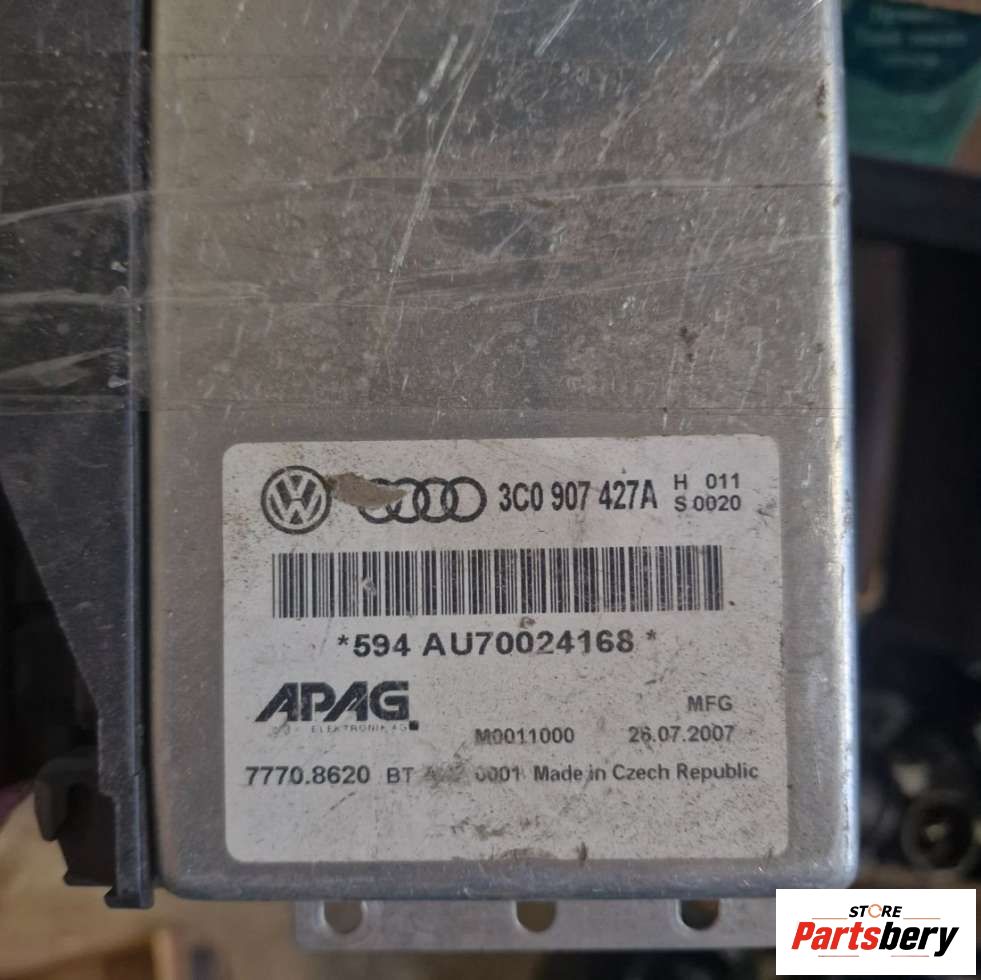 3C0 907 427A H 011
S 0020
*594 AU70024168 *
APAG
ELEKTRONIK AG
MFG
M0011000 26.07.2007
7770.8620 BT 0001 Made in Czech Republic
STORE
Partsbery